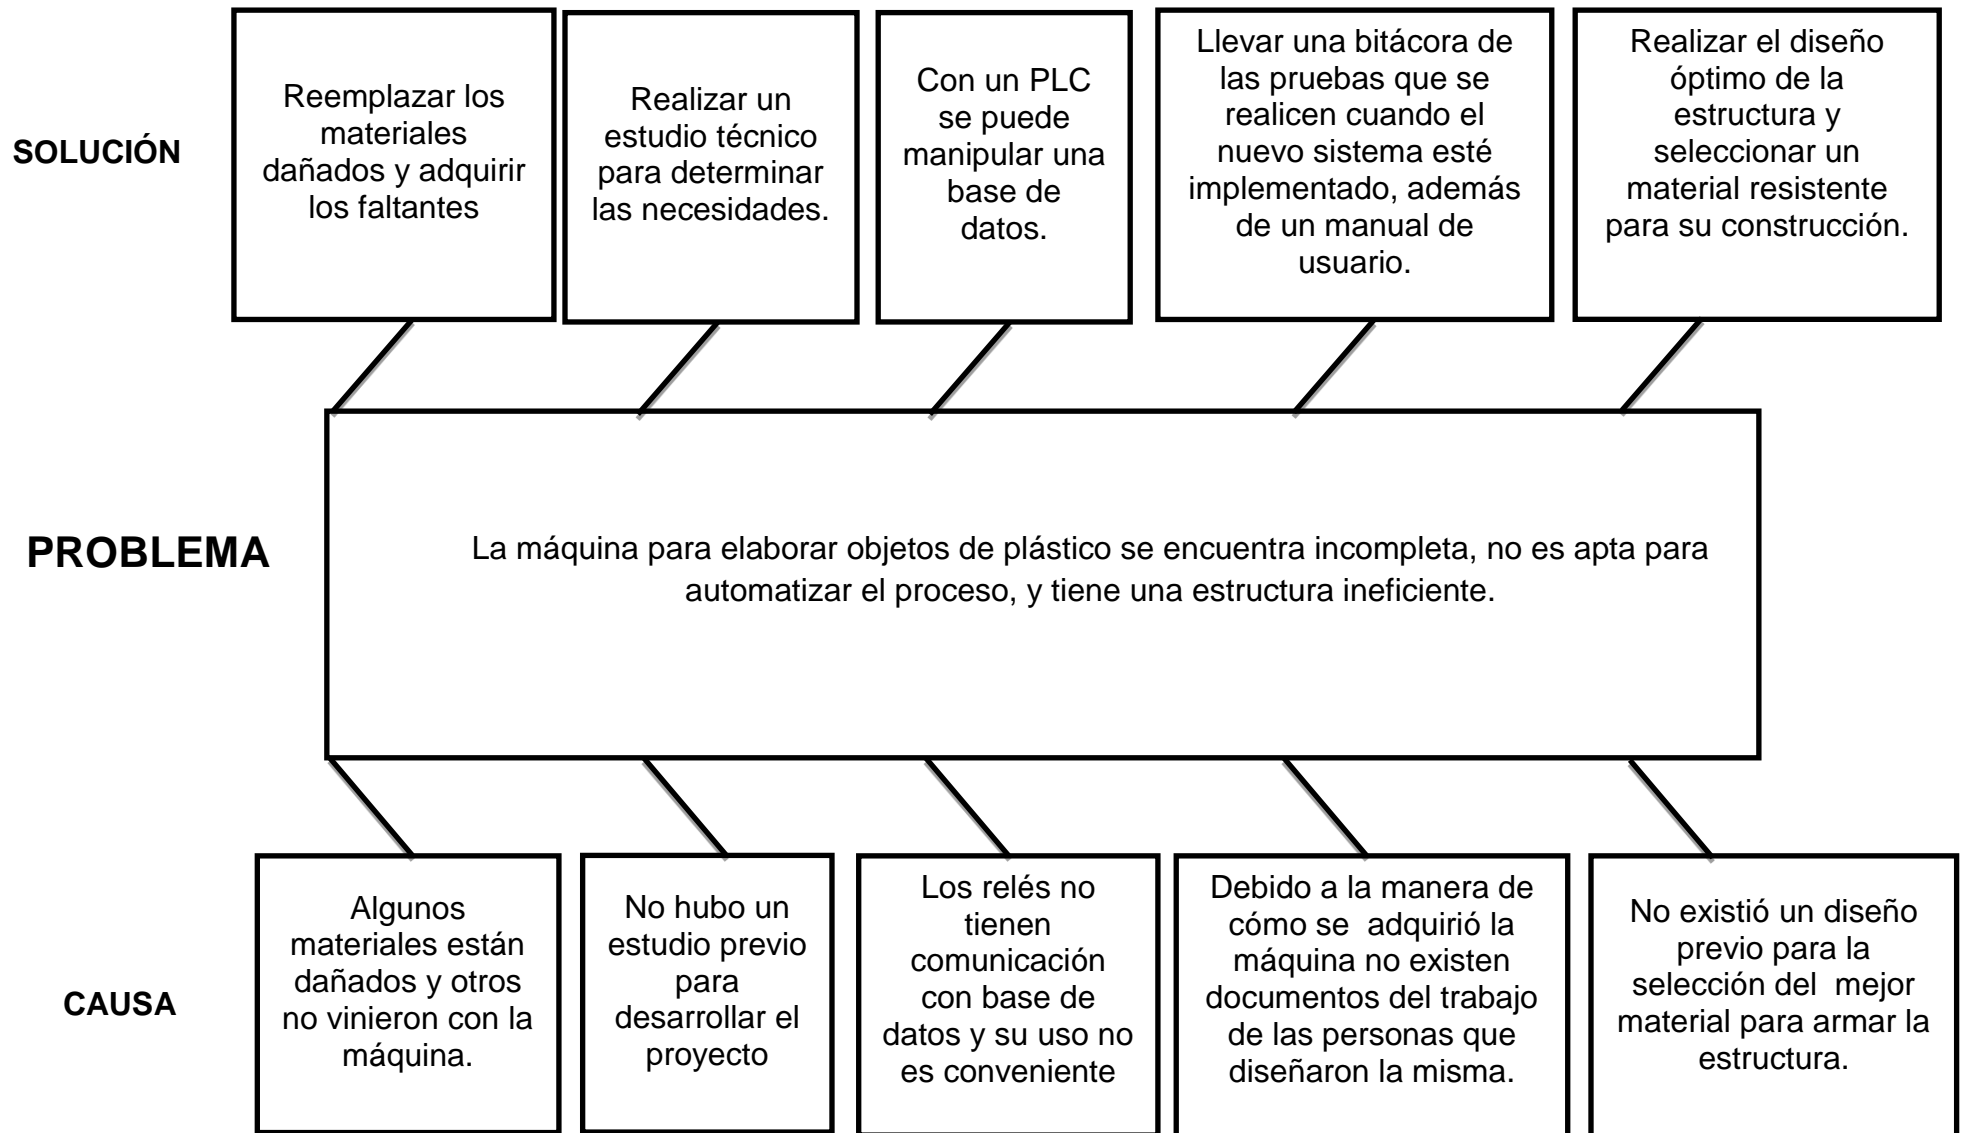 SOLUCIÓN
Reemplazar los
materiales
dañados y adquirir
los faltantes
Realizar un
estudio técnico
para determinar
las necesidades.
Con un PLC
se puede
manipular una
base de
datos.
Llevar una bitácora de
las pruebas que se
realicen cuando el
nuevo sistema esté
implementado, además
de un manual de
usuario.
Realizar el diseño
óptimo de la
estructura y
seleccionar un
material resistente
para su construcción.
PROBLEMA
La máquina para elaborar objetos de plástico se encuentra incompleta, no es apta para
automatizar el proceso, y tiene una estructura ineficiente.
CAUSA
Algunos
materiales están
dañados y otros
no vinieron con la
máquina.
No hubo un
estudio previo
para
desarrollar el
proyecto
Los relés no
tienen
comunicación
con base de
datos y su uso no
es conveniente
Debido a la manera de
cómo se  adquirió la
máquina no existen
documentos del trabajo
de las personas que
diseñaron la misma.
No existió un diseño
previo para la
selección del  mejor
material para armar la
estructura.